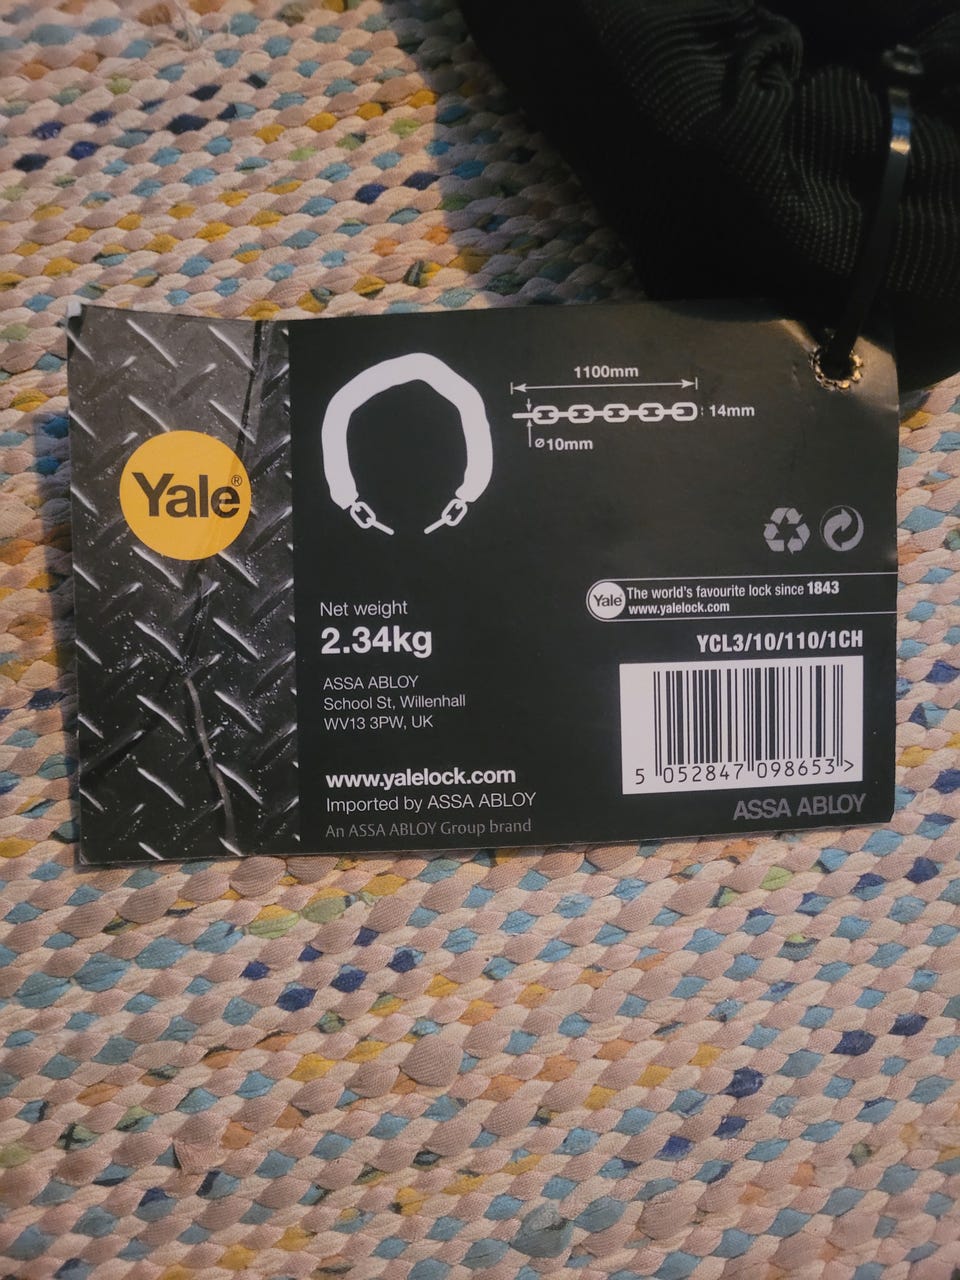 Yale®
1100mm
14mm
ø10mm
Net weight
2.34kg
ASSA ABLOY
School St, Willenhall
WV13 3PW, UK
www.yalelock.com
Imported by ASSA ABLOY
An ASSA ABLOY Group brand
Yale The world's favourite lock since 1843
www.yalelock.com
YCL3/10/110/1CH
5 052847 098653 >
ASSA ABLOY